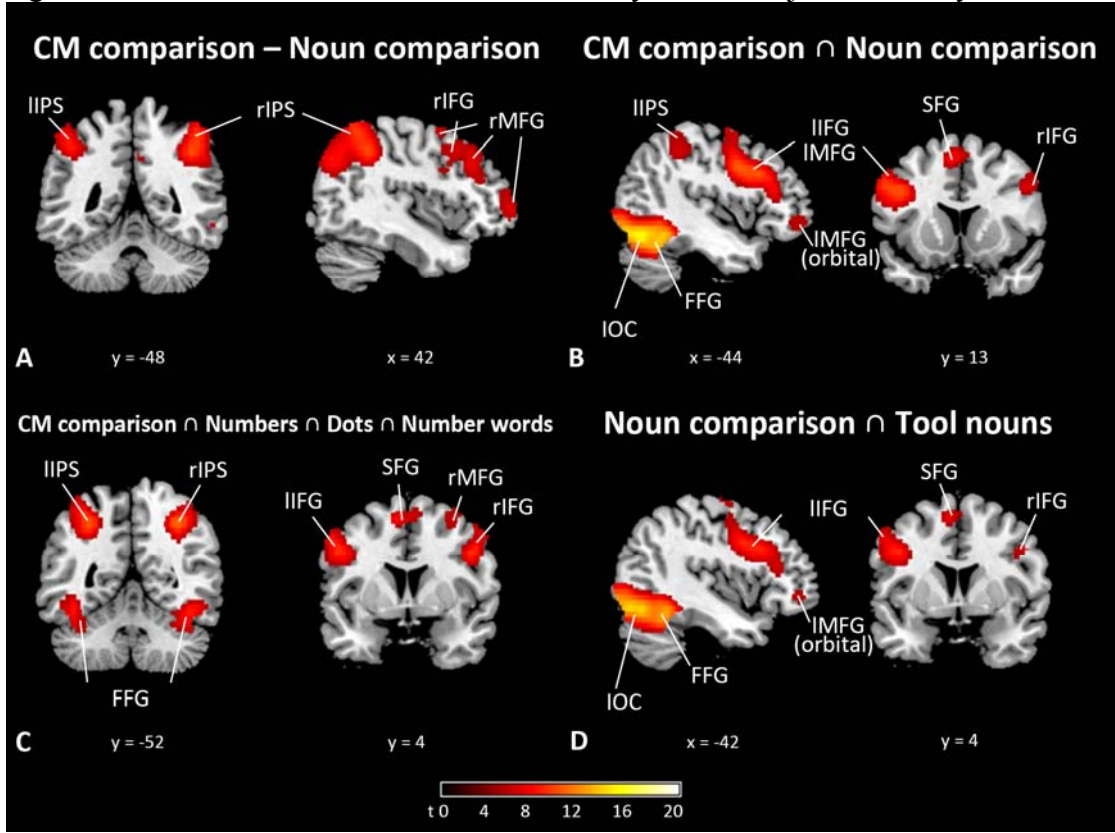 CM comparison – Noun comparison
CM comparison ∩ Noun comparison
lIPS
rIPS
rIFG
rMFG
lIPS
lIFG
lMFG
SFG
rIFG
lMFG
(orbital)
FFG
IOC
A
y = -48
x = 42
B
x = -44
y = 13
CM comparison ∩ Numbers ∩ Dots ∩ Number words
Noun comparison ∩ Tool nouns
lIPS
rIPS
lIFG
SFG
rMFG
rIFG
FFG
lIFG
SFG
rIFG
lMFG
(orbital)
FFG
IOC
C
y = -52
y = 4
D
x = -42
y = 4
t 0 4 8 12 16 20